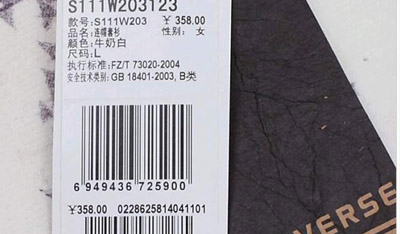 S111W203123
款号:S111W203 ￥358.00
品名:连帽套衫 性别: 女
颜色:牛奶白
尺码:L
执行标准:FZ/T 73020-2004
安全技术类别: GB 18401-2003, B类
6 949436 725900
￥358.00 0228625814041101
VERSE